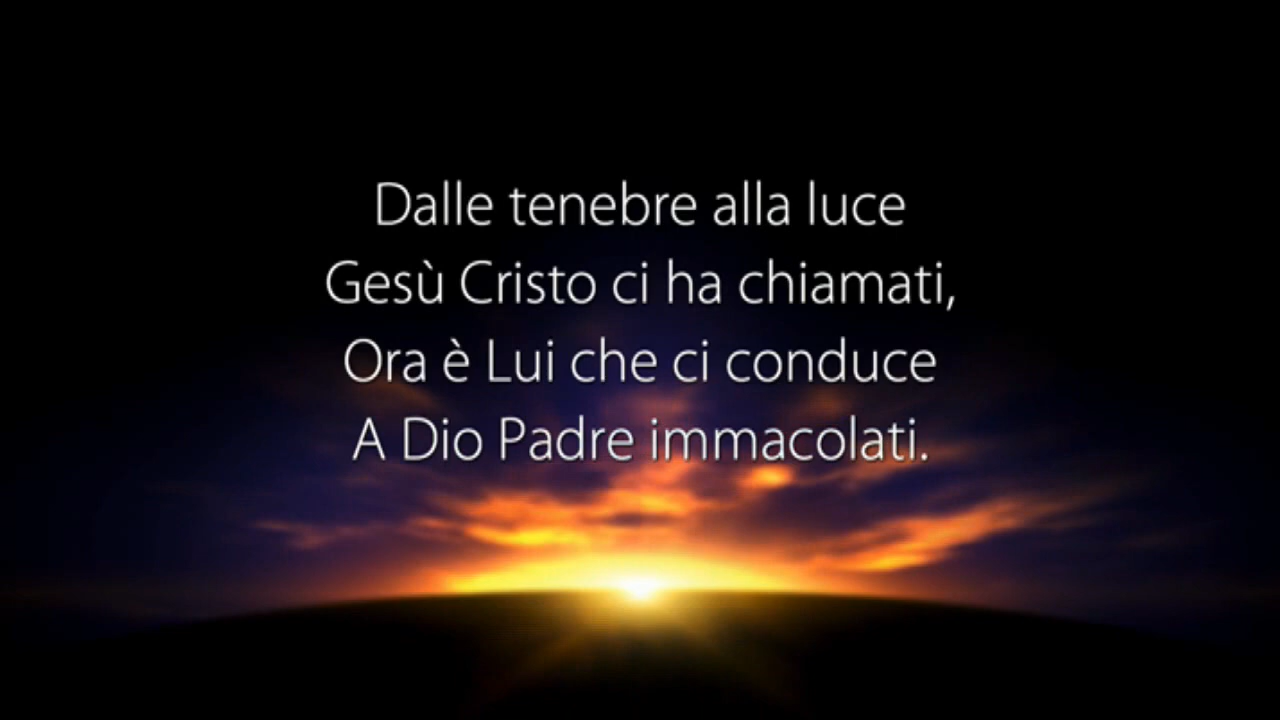 Dalle tenebre alla luce
Gesù Cristo ci ha chiamati,
Ora è Lui che ci conduce
A Dio Padre immacolati.